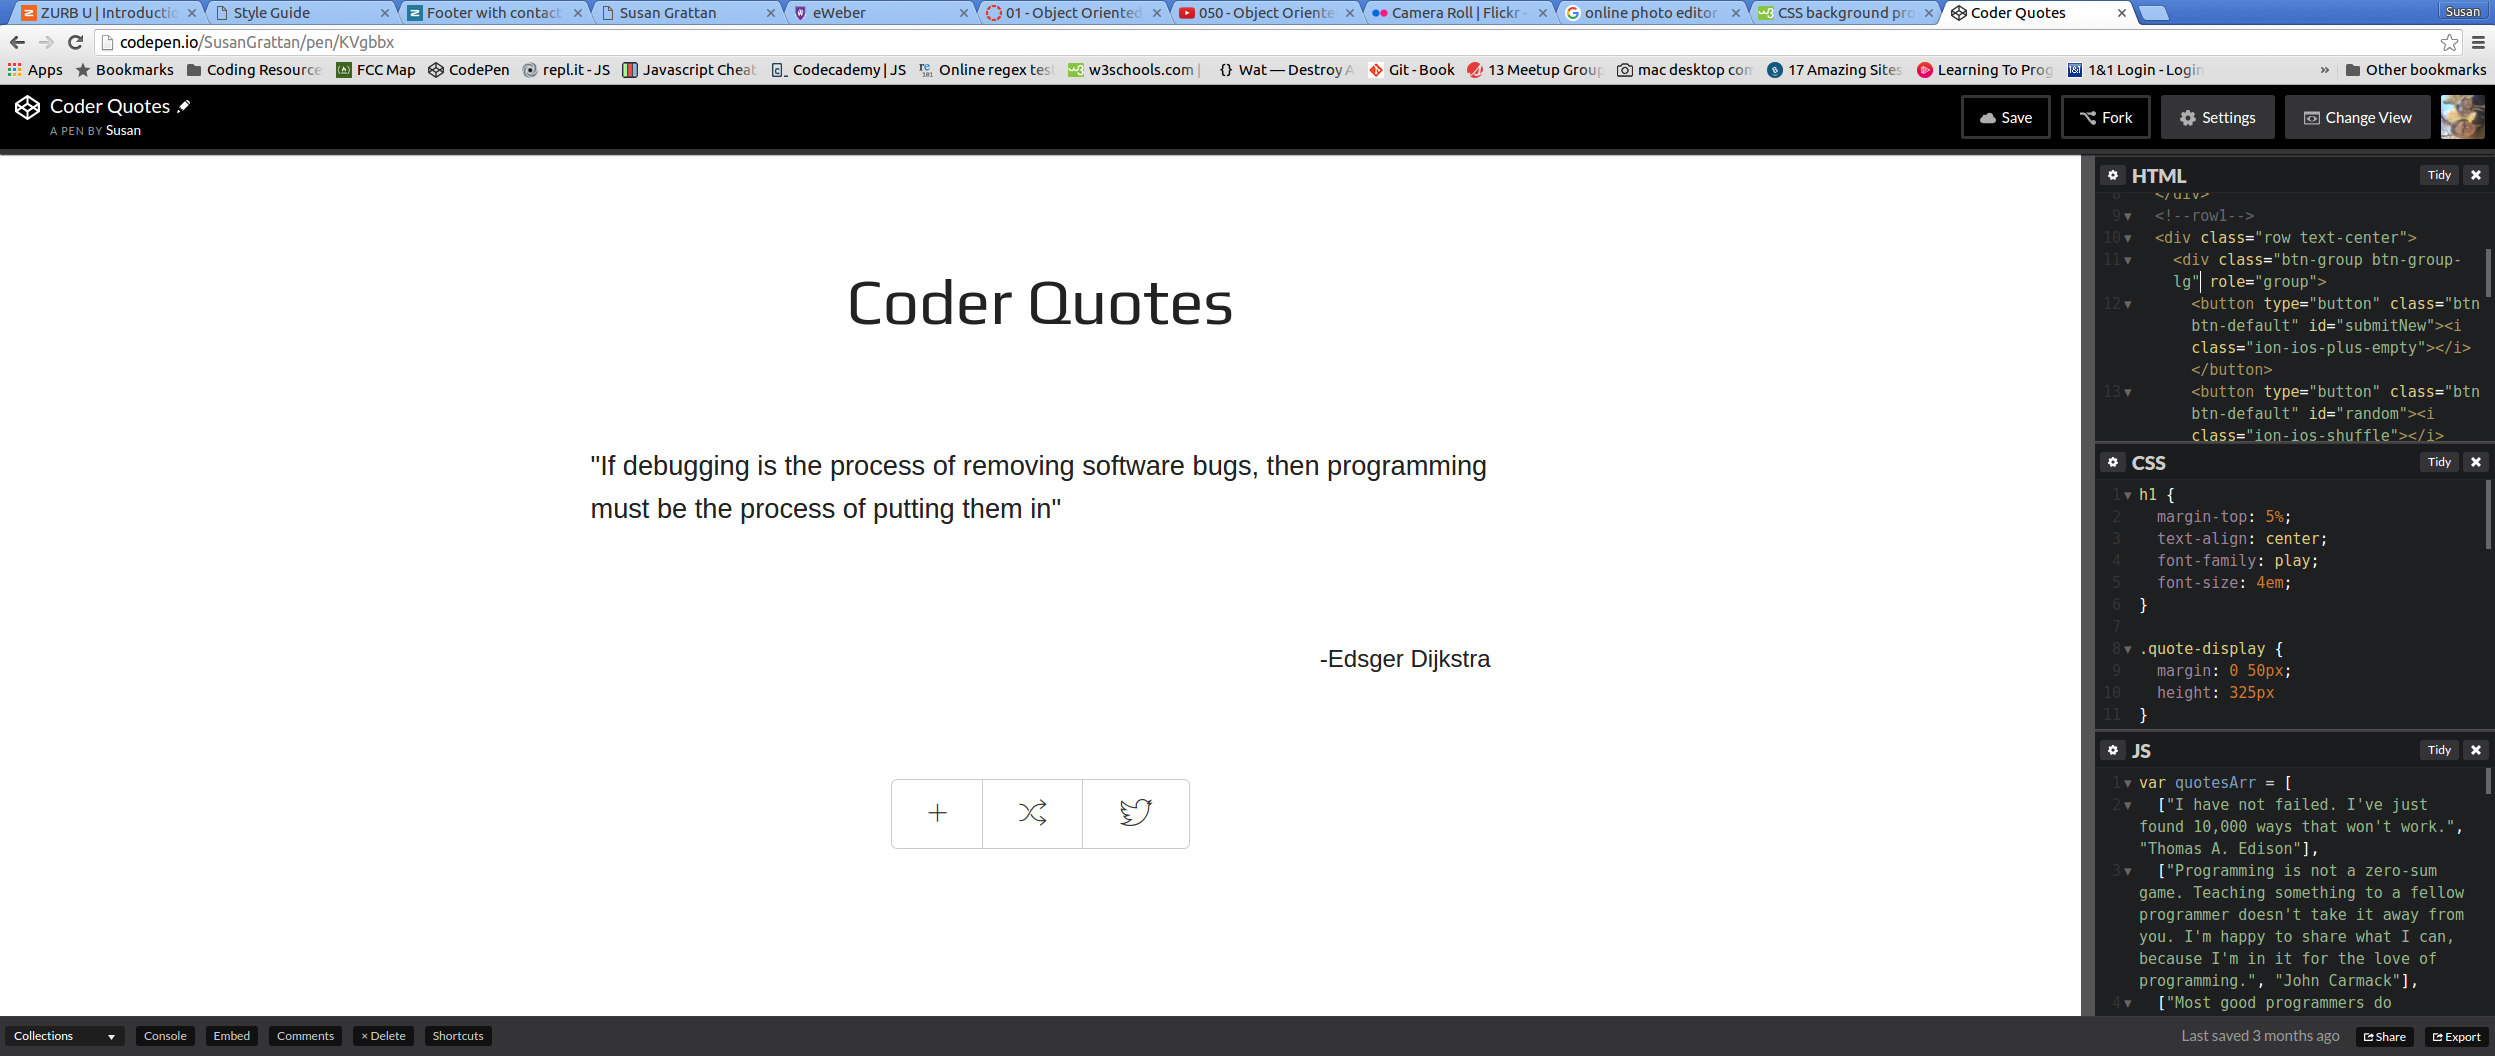 ZURB U | Introductio
Style Guide
Footer with contact
Susan Grattan
eWeber
01 - Object Oriented
050 - Object Oriente
Camera Roll | Flickr -
online photo editor
CSS background pro
Coder Quotes
Susan
codepen.io/SusanGrattan/pen/KVgbbx
Apps
Bookmarks
Coding Resource
FCC Map
CodePen
repl.it - JS
Javascript Cheat
Codecademy | JS
Online regex test
w3schools.com |
{} Wat — Destroy A
Git - Book
13 Meetup Group
mac desktop con
17 Amazing Sites
Learning To Prog
1&1 Login - Login
»
Other bookmarks
Coder Quotes
A PEN BY Susan
Save
Fork
Settings
Change View
Coder Quotes
"If debugging is the process of removing software bugs, then programming
must be the process of putting them in"
-Edsger Dijkstra
HTML
Tidy
8 </div>
9 <!--row1-->
10 <div class="row text-center">
11 <div class="btn-group btn-group-
lg" role="group">
12 <button type="button" class="btn
btn-default" id="submitNew"><i
class="ion-ios-plus-empty"></i>
</button>
13 <button type="button" class="btn
btn-default" id="random"><i
class="ion-ios-shuffle"></i>
CSS
Tidy
1 h1 {
2 margin-top: 5%;
3 text-align: center;
4 font-family: play;
5 font-size: 4em;
6 }
7
8 .quote-display {
9 margin: 0 50px;
10 height: 325px
11 }
JS
Tidy
1 var quotesArr = [
2 ["I have not failed. I've just
found 10,000 ways that won't work.",
"Thomas A. Edison"],
3 ["Programming is not a zero-sum
game. Teaching something to a fellow
programmer doesn't take it away from
you. I'm happy to share what I can,
because I'm in it for the love of
programming.", "John Carmack"],
4 ["Most good programmers do
Collections
Console
Embed
Comments
× Delete
Shortcuts
Last saved 3 months ago
Share
Export